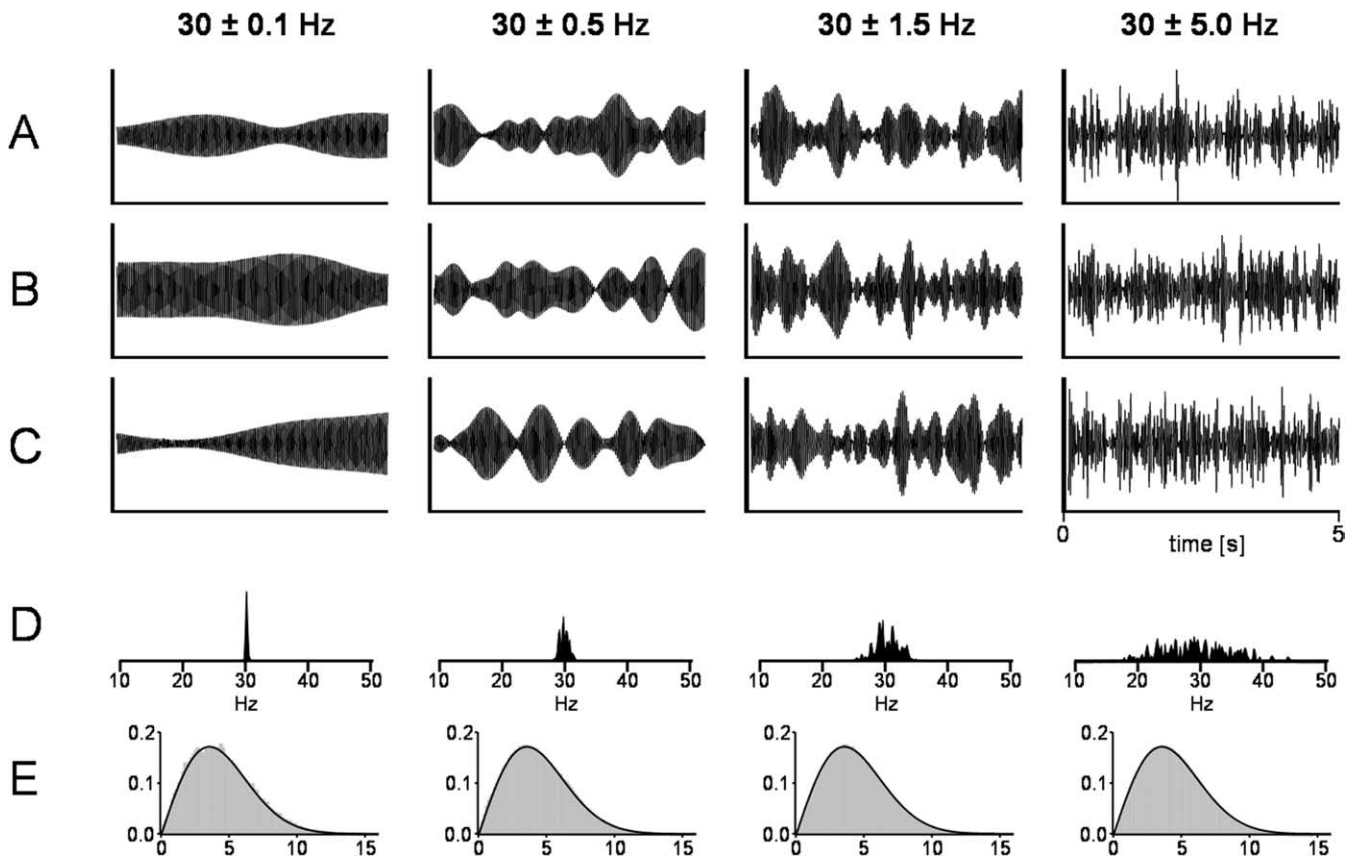 30 ± 0.1 Hz 30 ± 0.5 Hz 30 ± 1.5 Hz 30 ± 5.0 Hz
A
B
C
0 5
time [s]
D
10 20 30 40 50 10 20 30 40 50 10 20 30 40 50 10 20 30 40 50
Hz Hz Hz Hz
E
0.2 0.2 0.2 0.2
0.1 0.1 0.1 0.1
0.0 0.0 0.0 0.0
0 5 10 15 0 5 10 15 0 5 10 15 0 5 10 15